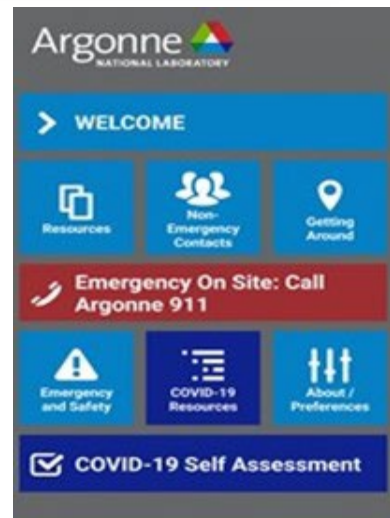 Argonne
NATIONAL LABORATORY
WELCOME
Resources
Non-
Emergency
Contacts
Getting
Around
Emergency On Site: Call
Argonne 911
Emergency
and Safety
COVID-19
Resources
About /
Preferences
COVID-19 Self Assessment